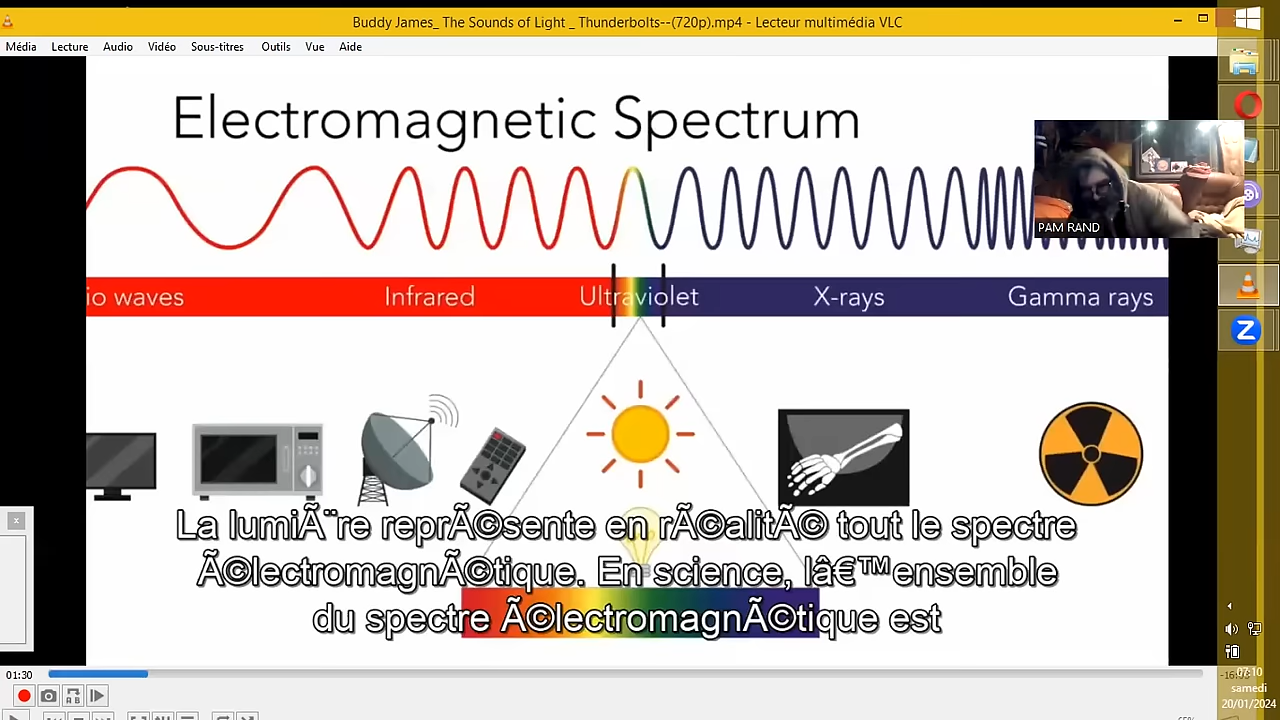 Buddy James_ The Sounds of Light _ Thunderbolts--(720p).mp4 - Lecteur multimédia VLC
Média Lecture Audio Vidéo Sous-titres Outils Vue Aide
Electromagnetic Spectrum
PAM RAND
io waves Infrared Ultraviolet X-rays Gamma rays
La lumiÃ¨re reprÃ©sente en rÃ©alitÃ© tout le spectre
Ã©lectromagnÃ©tique. En science, lâ€™ensemble
du spectre Ã©lectromagnÃ©tique est
01:30
07:10
samedi
20/01/2024